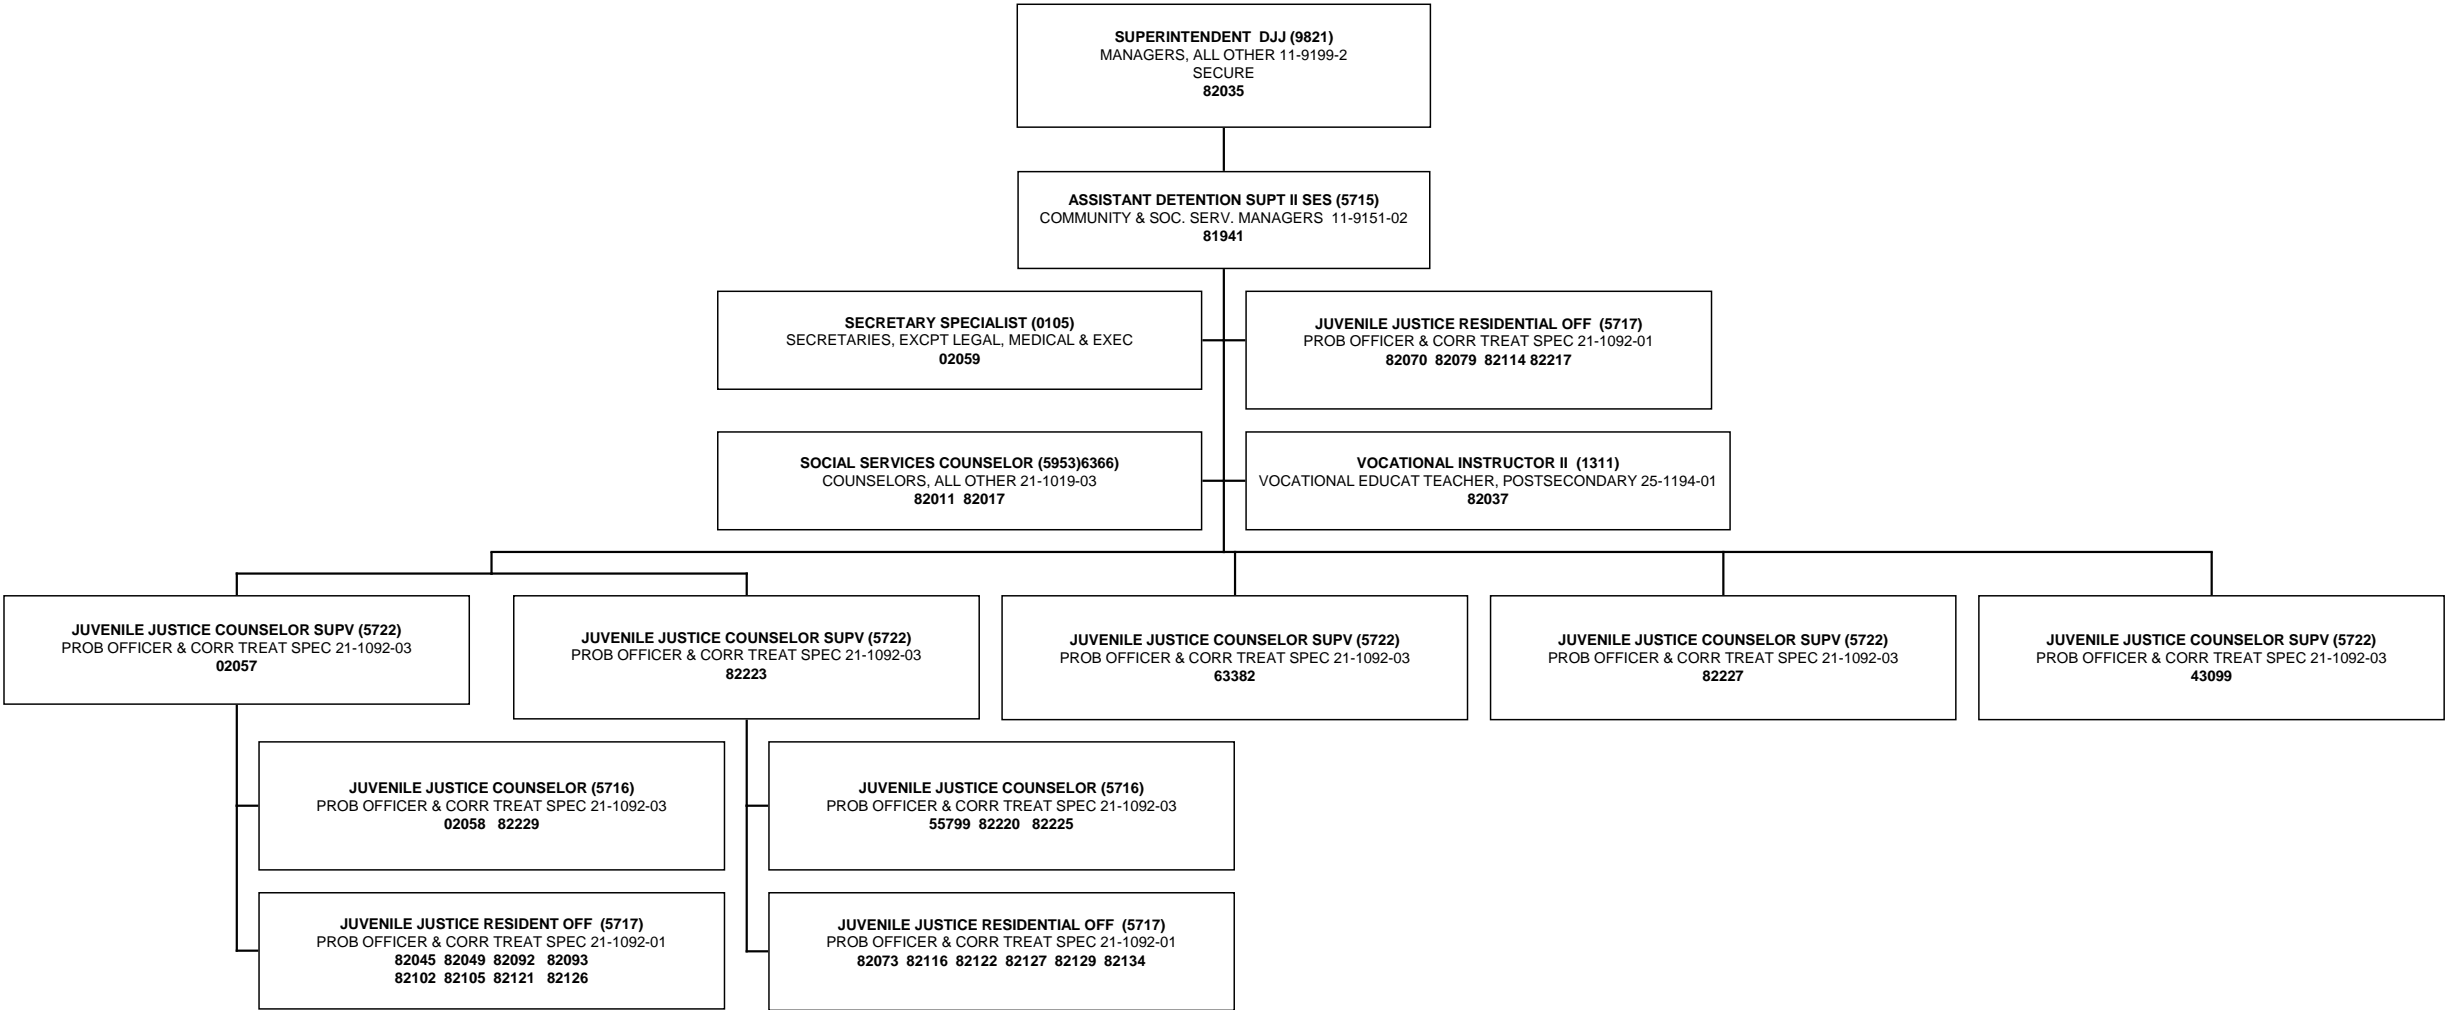 SUPERINTENDENT  DJJ (9821)
MANAGERS, ALL OTHER 11-9199-2
SECURE
82035
ASSISTANT DETENTION SUPT II SES (5715)
COMMUNITY & SOC. SERV. MANAGERS  11-9151-02
81941
SECRETARY SPECIALIST (0105)
SECRETARIES, EXCPT LEGAL, MEDICAL & EXEC
02059
JUVENILE JUSTICE RESIDENTIAL OFF  (5717)
PROB OFFICER & CORR TREAT SPEC 21-1092-01
82070  82079  82114 82217
SOCIAL SERVICES COUNSELOR (5953)6366)
COUNSELORS, ALL OTHER 21-1019-03
82011  82017
VOCATIONAL INSTRUCTOR II  (1311)
VOCATIONAL EDUCAT TEACHER, POSTSECONDARY 25-1194-01
82037
JUVENILE JUSTICE COUNSELOR SUPV (5722)
PROB OFFICER & CORR TREAT SPEC 21-1092-03
02057
JUVENILE JUSTICE COUNSELOR SUPV (5722)
PROB OFFICER & CORR TREAT SPEC 21-1092-03
82223
JUVENILE JUSTICE COUNSELOR SUPV (5722)
PROB OFFICER & CORR TREAT SPEC 21-1092-03
63382
JUVENILE JUSTICE COUNSELOR SUPV (5722)
PROB OFFICER & CORR TREAT SPEC 21-1092-03
82227
JUVENILE JUSTICE COUNSELOR SUPV (5722)
PROB OFFICER & CORR TREAT SPEC 21-1092-03
43099
JUVENILE JUSTICE COUNSELOR (5716)
PROB OFFICER & CORR TREAT SPEC 21-1092-03
02058   82229
JUVENILE JUSTICE COUNSELOR (5716)
PROB OFFICER & CORR TREAT SPEC 21-1092-03
55799  82220   82225
JUVENILE JUSTICE RESIDENT OFF  (5717)
PROB OFFICER & CORR TREAT SPEC 21-1092-01
82045  82049  82092   82093
82102  82105  82121   82126
JUVENILE JUSTICE RESIDENTIAL OFF  (5717)
PROB OFFICER & CORR TREAT SPEC 21-1092-01
82073  82116  82122  82127  82129  82134